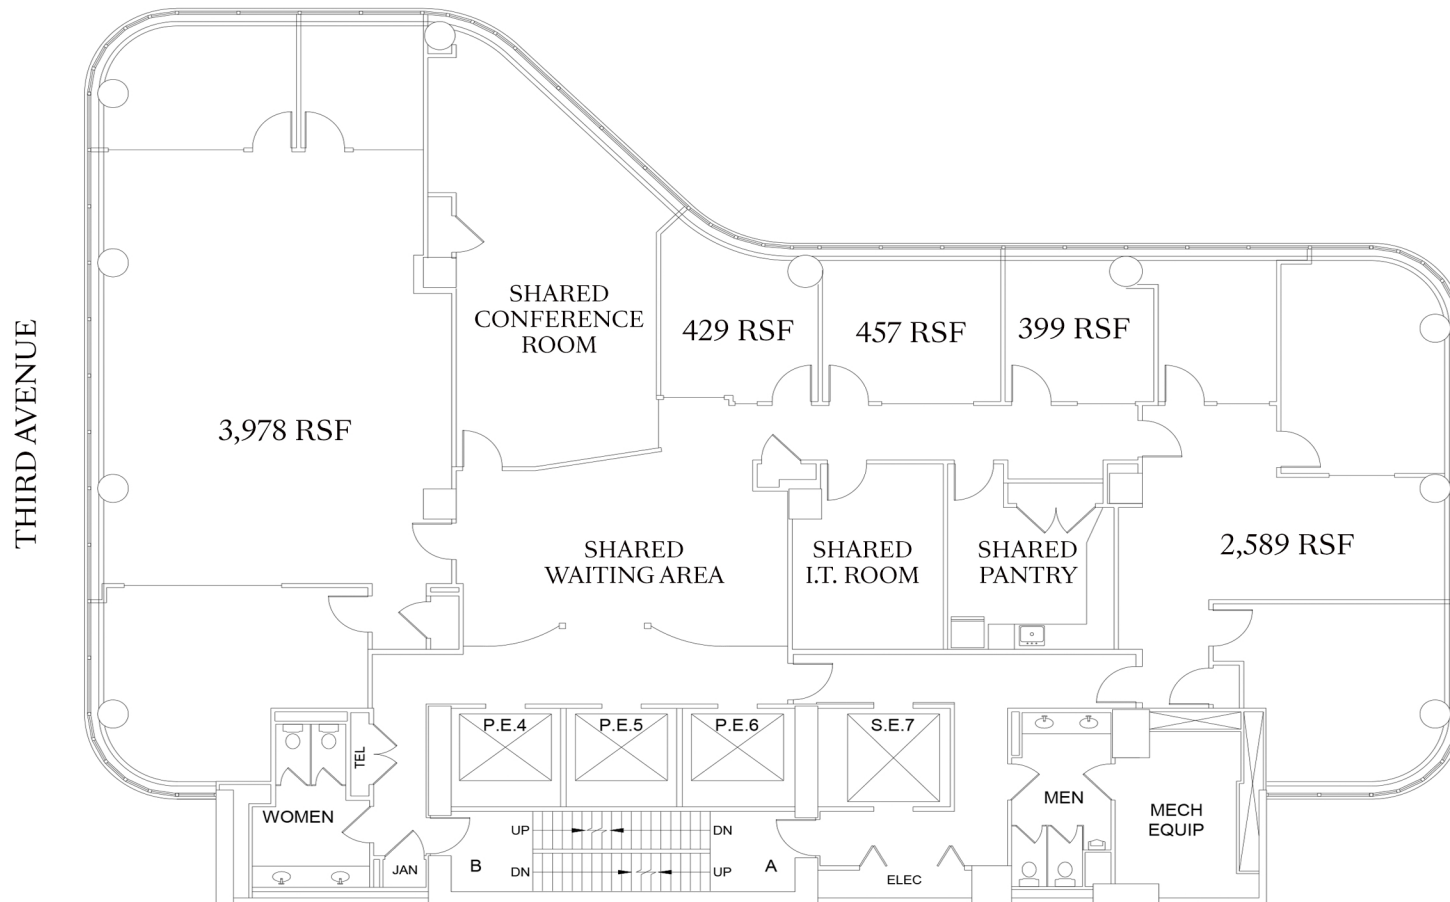 THIRD AVENUE
SHARED
CONFERENCE
ROOM
429 RSF
457 RSF
399 RSF
3,978 RSF
SHARED
WAITING AREA
SHARED
I.T. ROOM
SHARED
PANTRY
2,589 RSF
P.E.4
P.E.5
P.E.6
S.E.7
TEL
WOMEN
MEN
MECH
EQUIP
UP
DN
B
DN
UP
A
JAN
ELEC